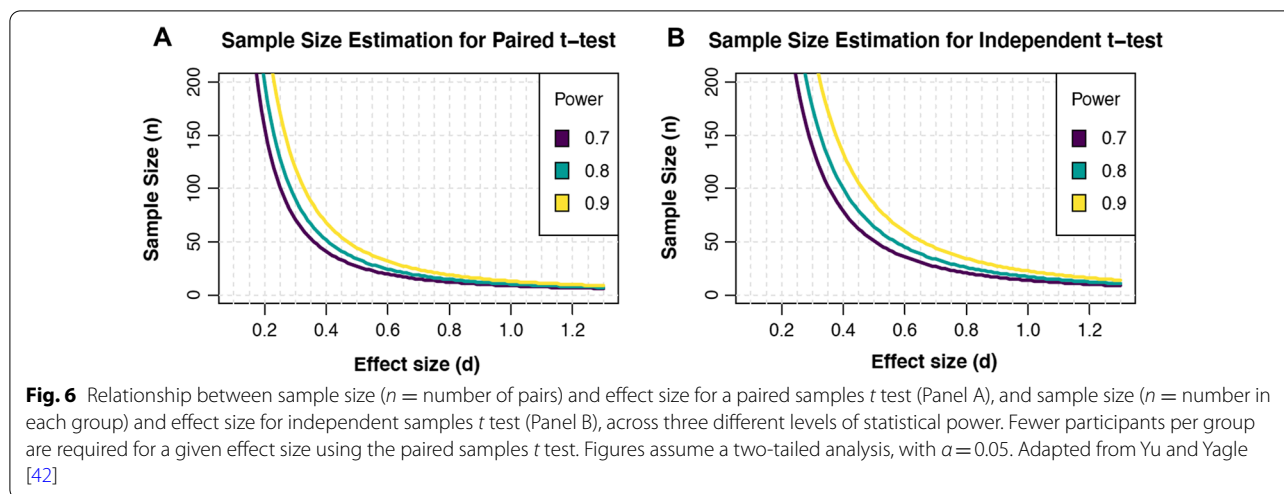 A Sample Size Estimation for Paired t−test
Sample Size (n)
200
150
100
50
0
Power
0.7
0.8
0.9
0.2 0.4 0.6 0.8 1.0 1.2
Effect size (d)
B Sample Size Estimation for Independent t−test
Sample Size (n)
200
150
100
50
0
Power
0.7
0.8
0.9
0.2 0.4 0.6 0.8 1.0 1.2
Effect size (d)
Fig. 6 Relationship between sample size (n = number of pairs) and effect size for a paired samples t test (Panel A), and sample size (n = number in
each group) and effect size for independent samples t test (Panel B), across three different levels of statistical power. Fewer participants per group
are required for a given effect size using the paired samples t test. Figures assume a two-tailed analysis, with α = 0.05. Adapted from Yu and Yagle
[42]